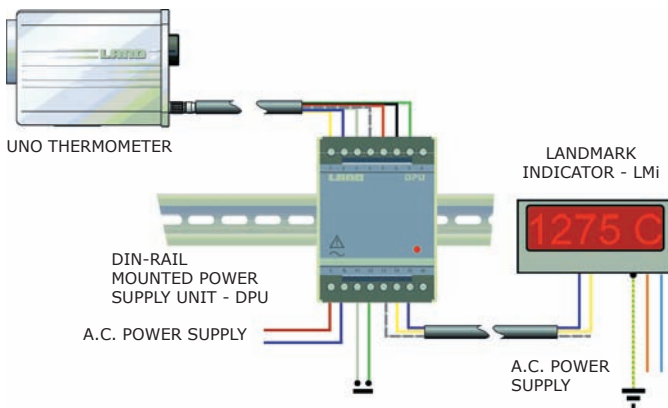 LAND
UNO THERMOMETER
LAND DPU
LANDMARK
INDICATOR - LMi
1275 C
DIN-RAIL
MOUNTED POWER
SUPPLY UNIT - DPU
A.C. POWER SUPPLY
A.C. POWER
SUPPLY